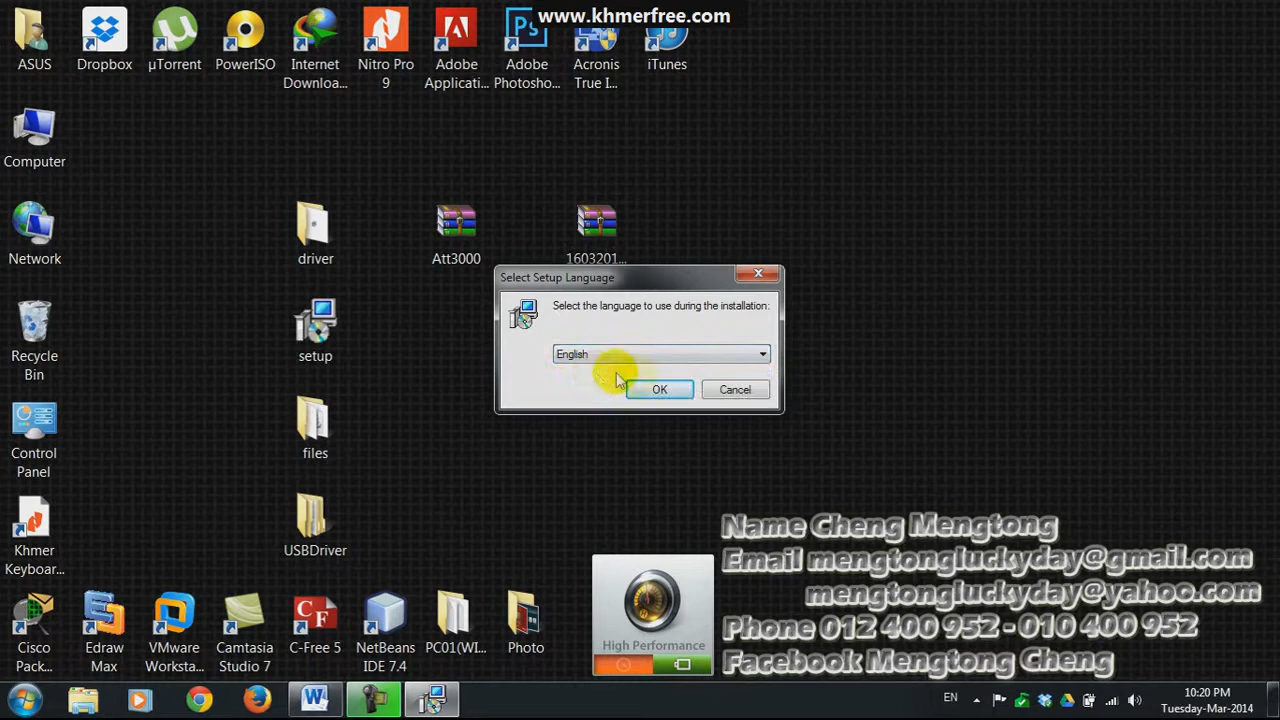 www.khmerfree.com
ASUS
Dropbox
µTorrent
PowerISO
Internet
Downloa...
Nitro Pro
9
Adobe
Applicati...
Adobe
Photosho...
Acronis
True I...
iTunes
Computer
Network
driver
Att3000
1603201...
Select Setup Language
Select the language to use during the installation:
English
OK
Cancel
Recycle
Bin
setup
Control
Panel
files
Khmer
Keyboar...
USBDriver
Name Cheng Mengtong
Email mengtongluckyday@gmail.com
mengtongluckyday@yahoo.com
Phone 012 400 952 - 010 400 952
Facebook Mengtong Cheng
High Performance
Cisco
Pack...
Edraw
Max
VMware
Worksta...
Camtasia
Studio 7
C-Free 5
NetBeans
IDE 7.4
PC01(WI...
Photo
EN
10:20 PM
Tuesday-Mar-2014